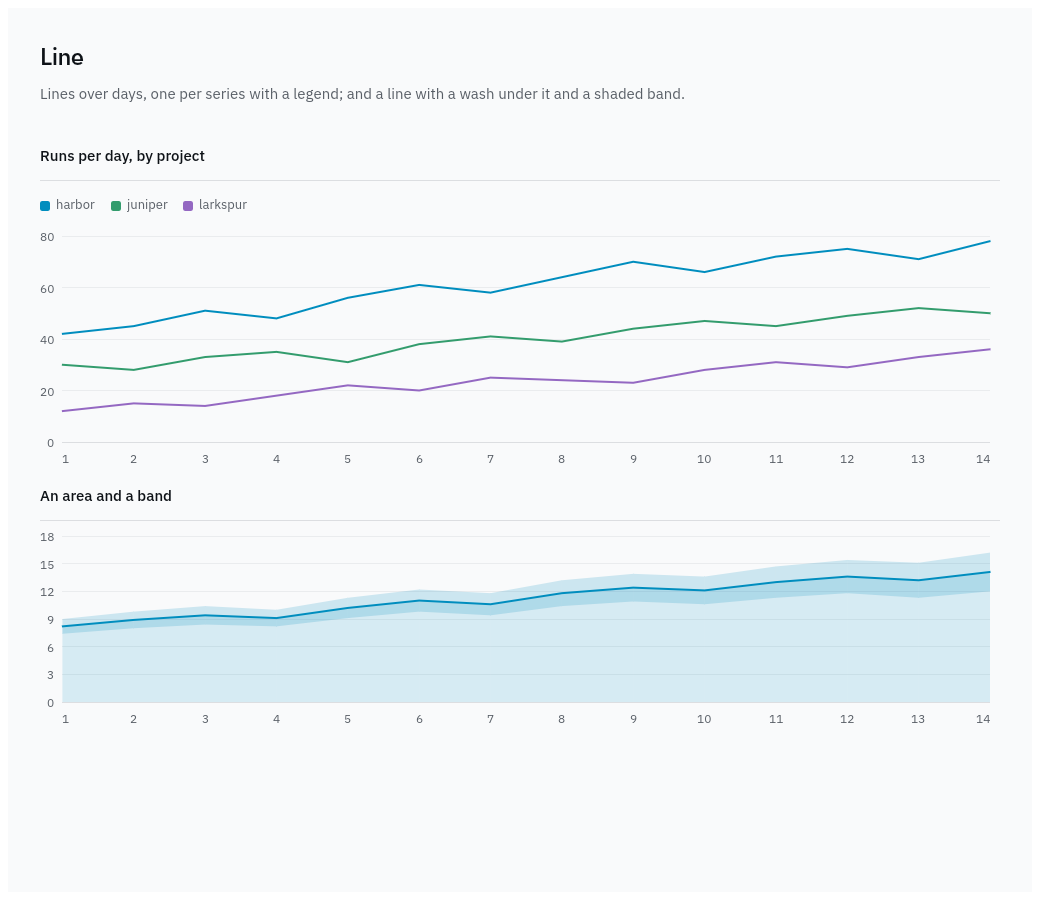 Line
Lines over days, one per series with a legend; and a line with a wash under it and a shaded band.
Runs per day, by project
harbor juniper larkspur
80
60
40
20
0
1 2 3 4 5 6 7 8 9 10 11 12 13 14
An area and a band
18
15
12
9
6
3
0
1 2 3 4 5 6 7 8 9 10 11 12 13 14